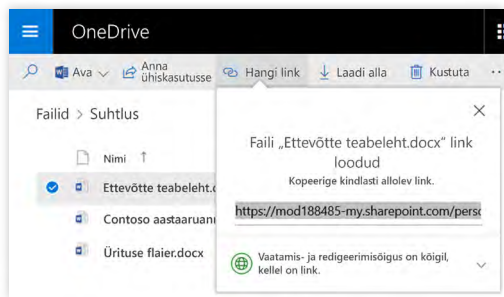 OneDrive
Ava
Anna ühiskasutusse
Hangi link
Laadi alla
Kustuta
Failid > Suhtlus
Nimi ↑
Ettevõtte teabeleht.
Contoso aastaaruan
Ürituse flaier.docx
Faili „Ettevõtte teabeleht.docx“ link
loodud
Kopeerige kindlasti allolev link.
https://mod188485-my.sharepoint.com/perso
Vaatamis- ja redigeerimisõigus on kõigil,
kellel on link.